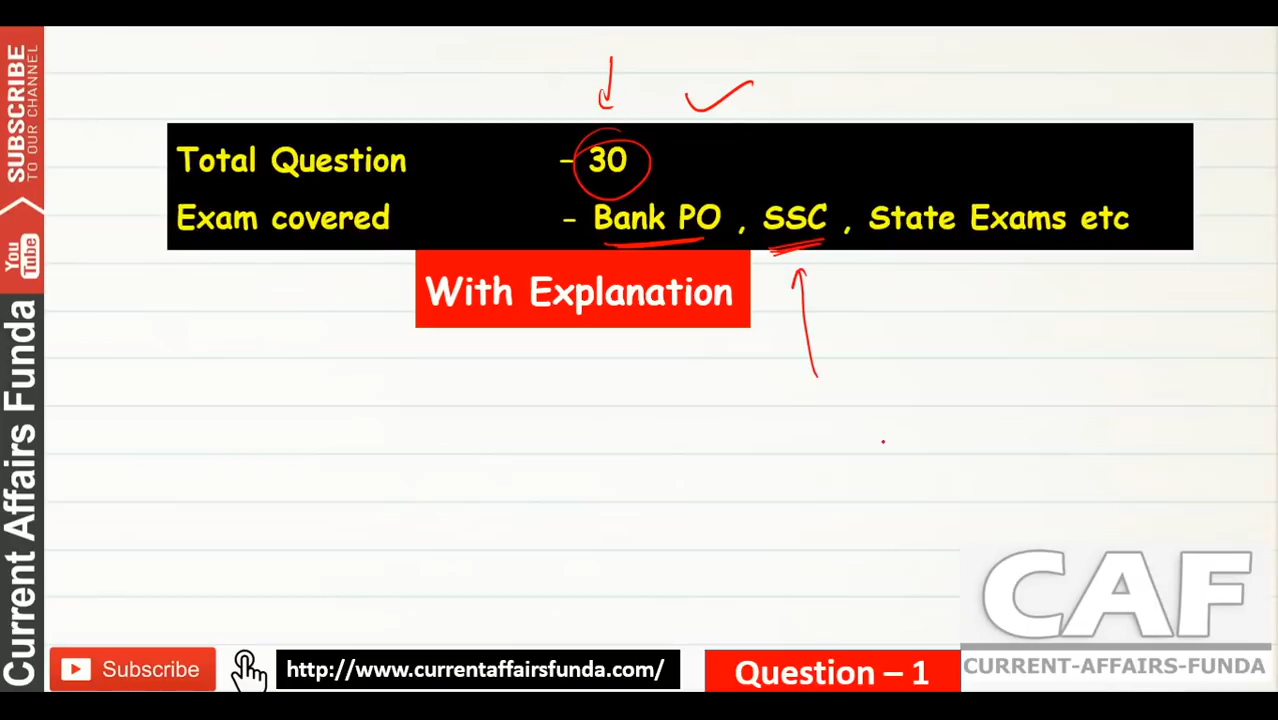 SUBSCRIBE
TO OUR CHANNEL
You
Tube
Current Affairs Funda
Total Question - 30
Exam covered - Bank PO , SSC , State Exams etc
With Explanation
CAF
CURRENT-AFFAIRS-FUNDA
Subscribe
http://www.currentaffairsfunda.com/
Question – 1